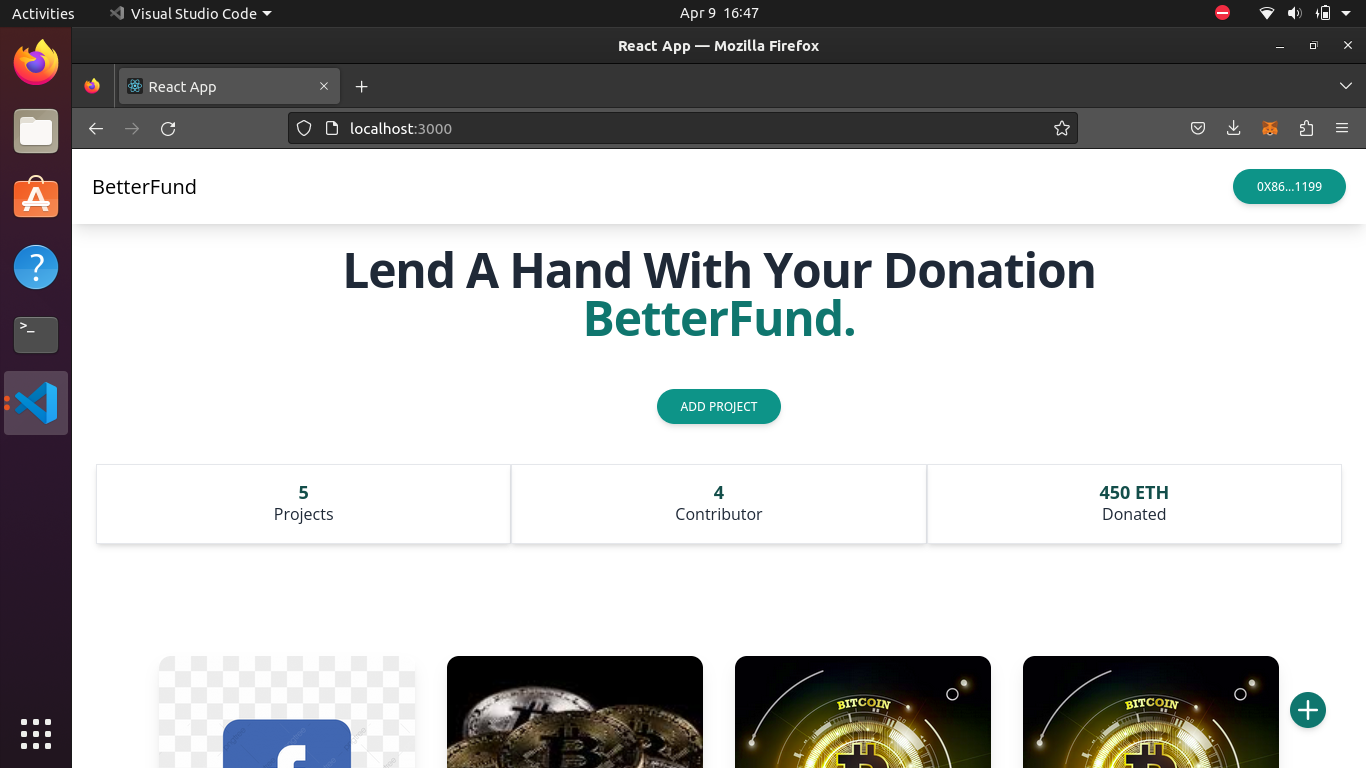 Activities
Visual Studio Code
Apr 9 16:47
React App — Mozilla Firefox
React App
localhost:3000
BetterFund
0X86...1199
Lend A Hand With Your Donation
BetterFund.
ADD PROJECT
5
Projects
4
Contributor
450 ETH
Donated
BITCOIN
BITCOIN